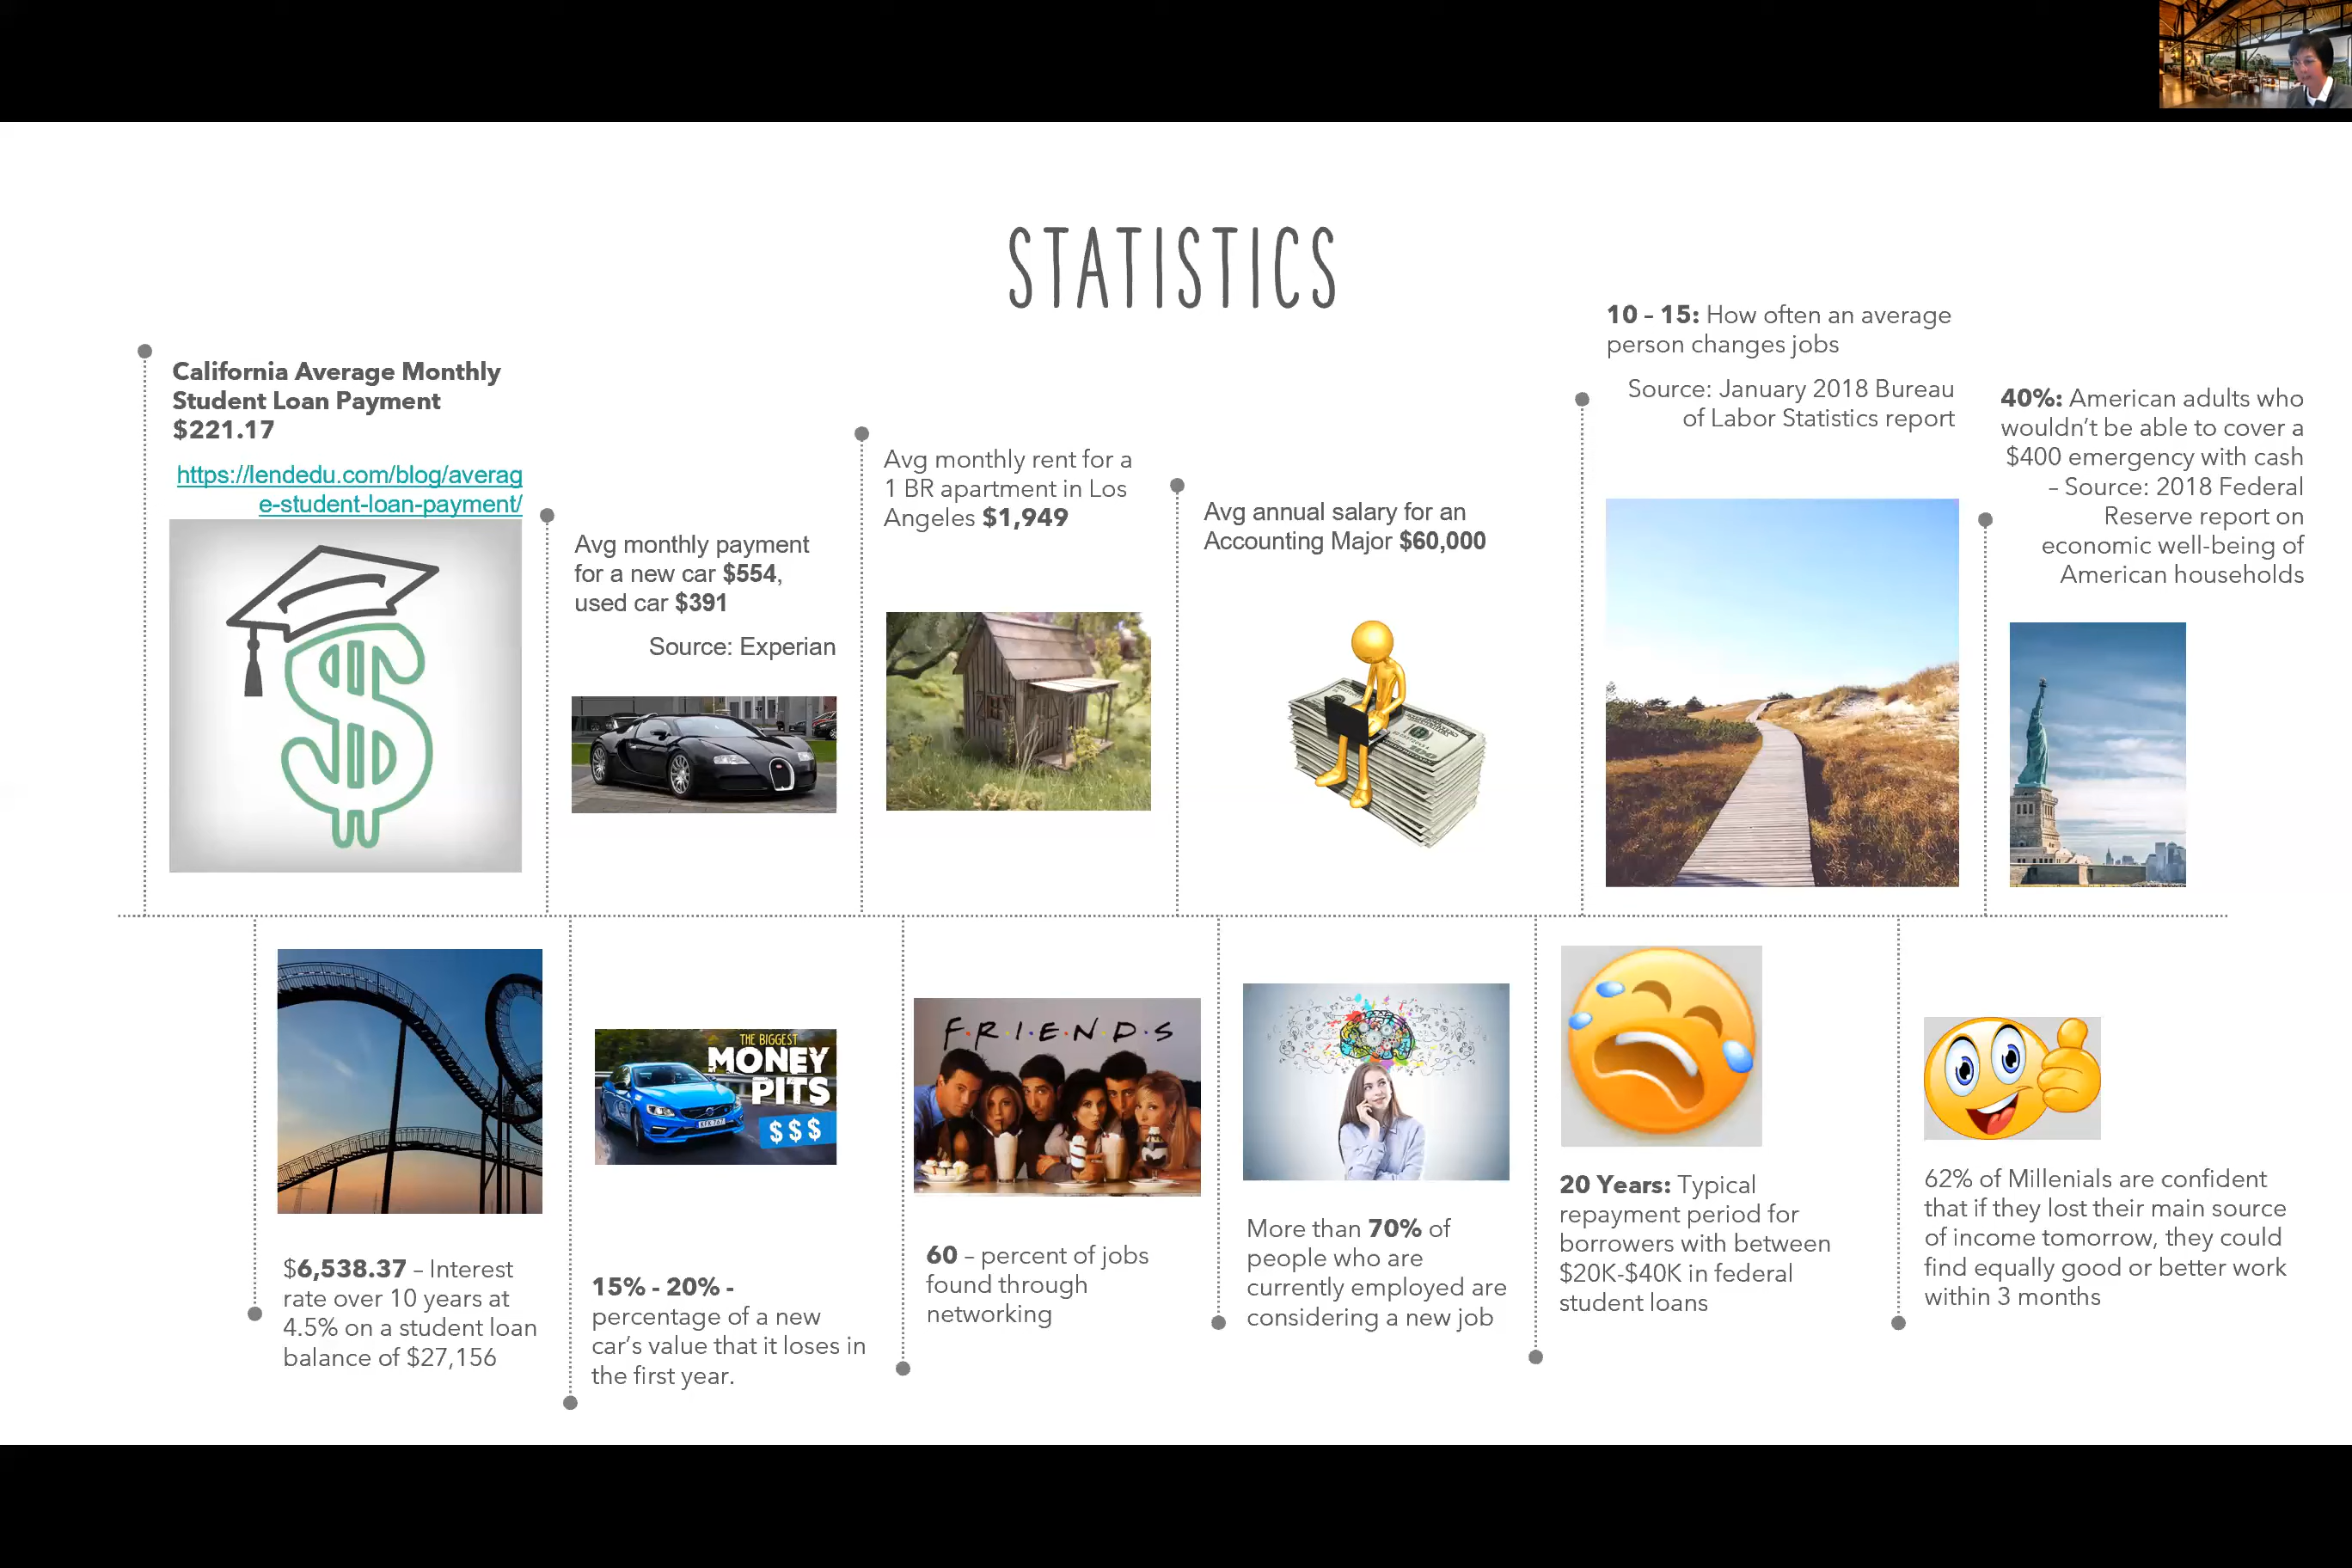 STATISTICS
California Average Monthly
Student Loan Payment
$221.17
https://lendedu.com/blog/averag
e-student-loan-payment/
Avg monthly payment
for a new car $554,
used car $391
Source: Experian
Avg monthly rent for a
1 BR apartment in Los
Angeles $1,949
Avg annual salary for an
Accounting Major $60,000
10 – 15: How often an average
person changes jobs
Source: January 2018 Bureau
of Labor Statistics report
40%: American adults who
wouldn't be able to cover a
$400 emergency with cash
– Source: 2018 Federal
Reserve report on
economic well-being of
American households
$6,538.37 – Interest
rate over 10 years at
4.5% on a student loan
balance of $27,156
THE BIGGEST
MONEY
PITS
$$$
15% - 20% -
percentage of a new
car's value that it loses in
the first year.
F·R·I·E·N·D·S
60 – percent of jobs
found through
networking
More than 70% of
people who are
currently employed are
considering a new job
20 Years: Typical
repayment period for
borrowers with between
$20K-$40K in federal
student loans
62% of Millenials are confident
that if they lost their main source
of income tomorrow, they could
find equally good or better work
within 3 months